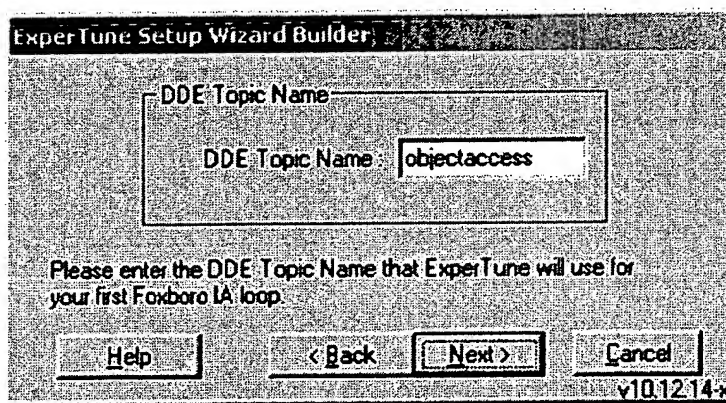 ExperTune Setup Wizard Builder
DDE Topic Name
DDE Topic Name : objectaccess
Please enter the DDE Topic Name that ExperTune will use for
your first Foxboro IA loop.
Help < Back Next > Cancel
v10.12.14-x